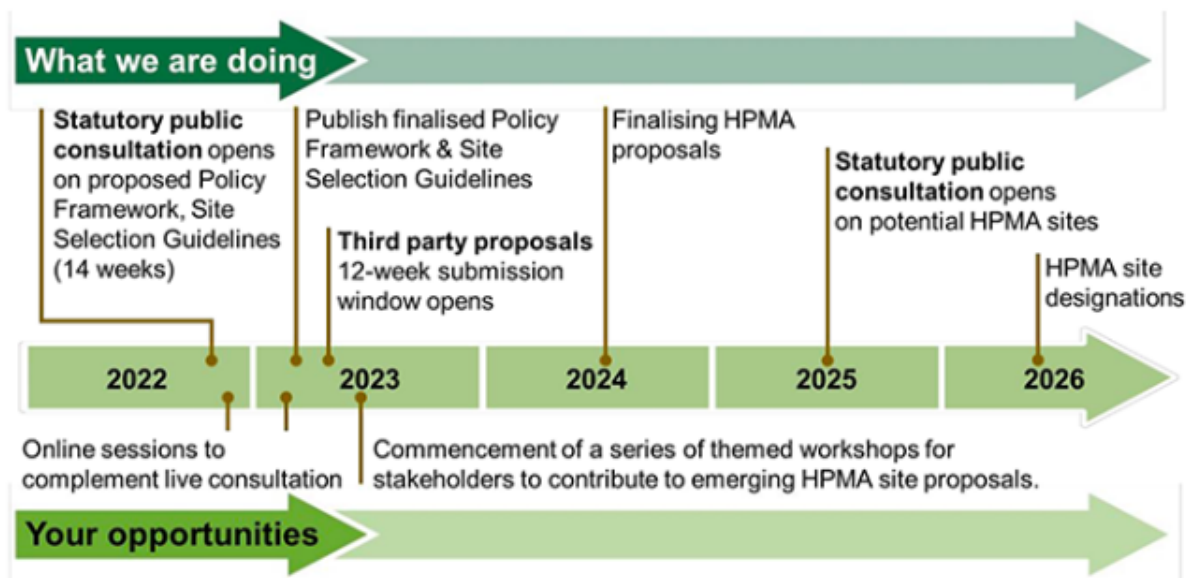 What we are doing
Statutory public
consultation opens
on proposed Policy
Framework, Site
Selection Guidelines
(14 weeks)
Publish finalised Policy
Framework & Site
Selection Guidelines
Third party proposals
12-week submission
window opens
Finalising HPMA
proposals
Statutory public
consultation opens
on potential HPMA sites
HPMA site
designations
2022
2023
2024
2025
2026
Online sessions to
complement live consultation
Commencement of a series of themed workshops for
stakeholders to contribute to emerging HPMA site proposals.
Your opportunities